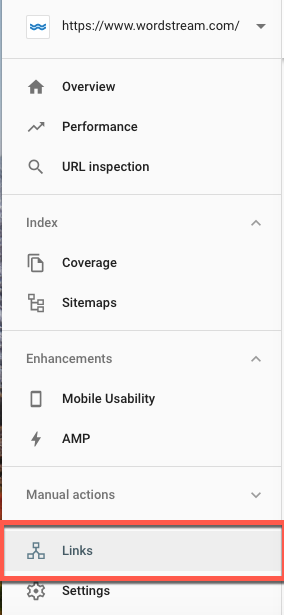 https://www.wordstream.com/
Overview
Performance
URL inspection
Index
Coverage
Sitemaps
Enhancements
Mobile Usability
AMP
Manual actions
Links
Settings